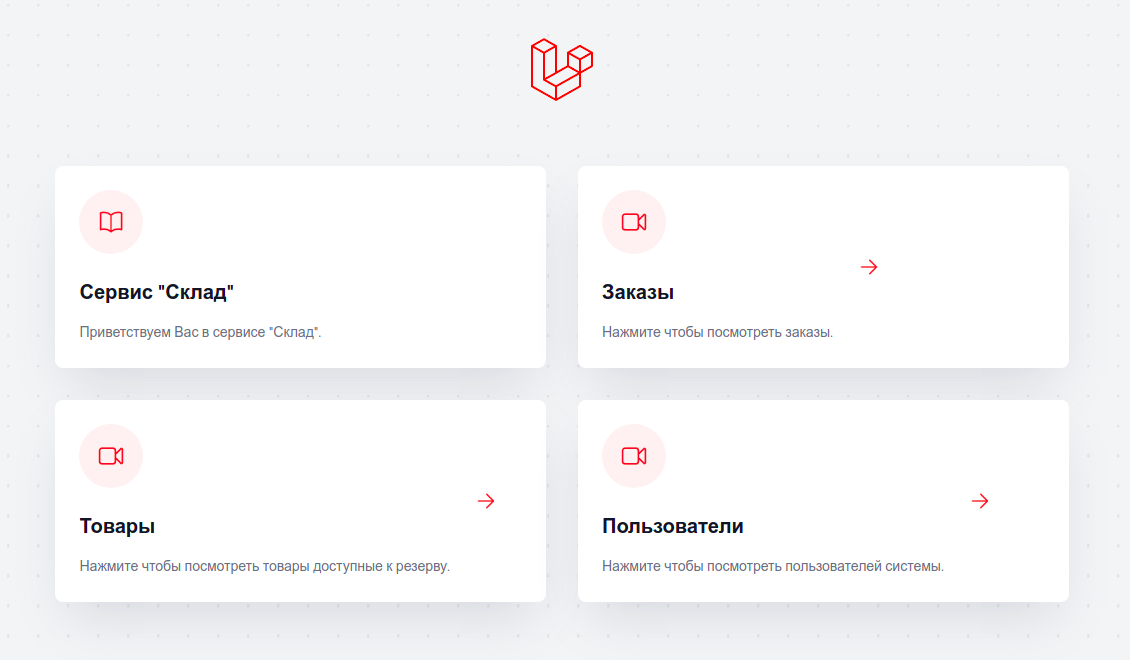 Сервис "Склад"
Приветствуем Вас в сервисе "Склад".
Заказы
Нажмите чтобы посмотреть заказы.
Товары
Нажмите чтобы посмотреть товары доступные к резерву.
Пользователи
Нажмите чтобы посмотреть пользователей системы.